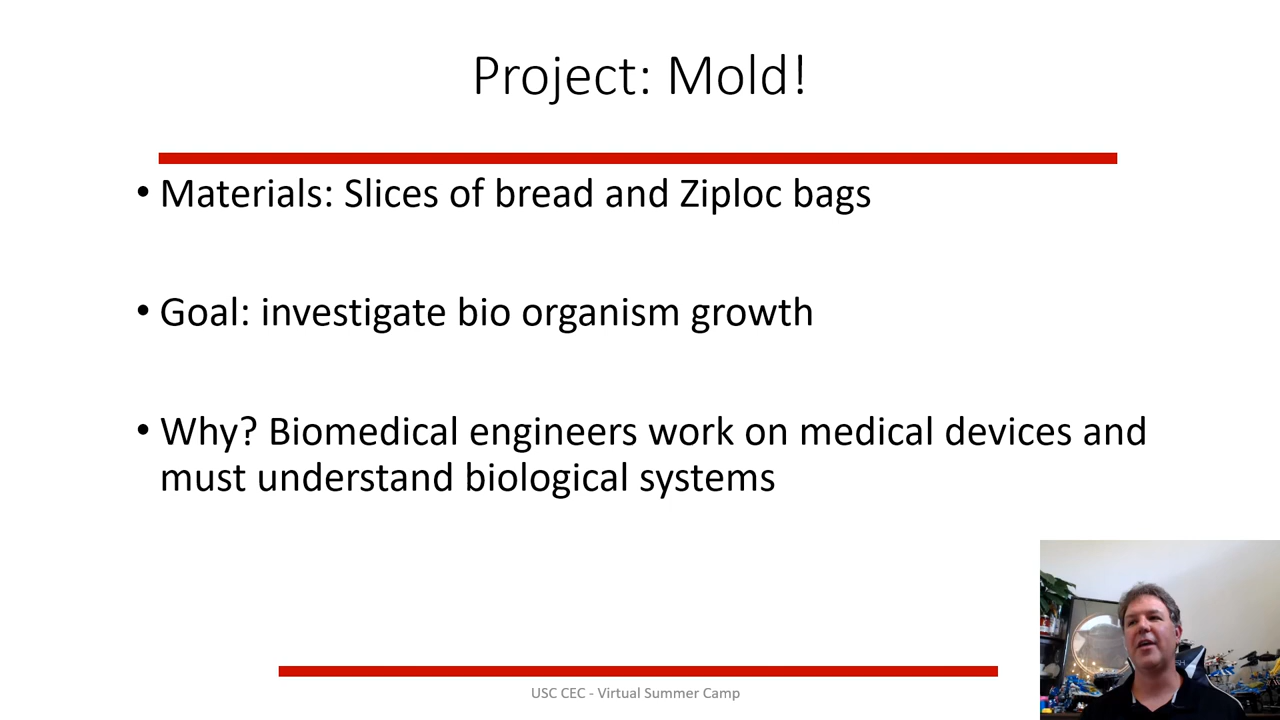 Project: Mold!
• Materials: Slices of bread and Ziploc bags
• Goal: investigate bio organism growth
• Why? Biomedical engineers work on medical devices and
must understand biological systems
USC CEC - Virtual Summer Camp